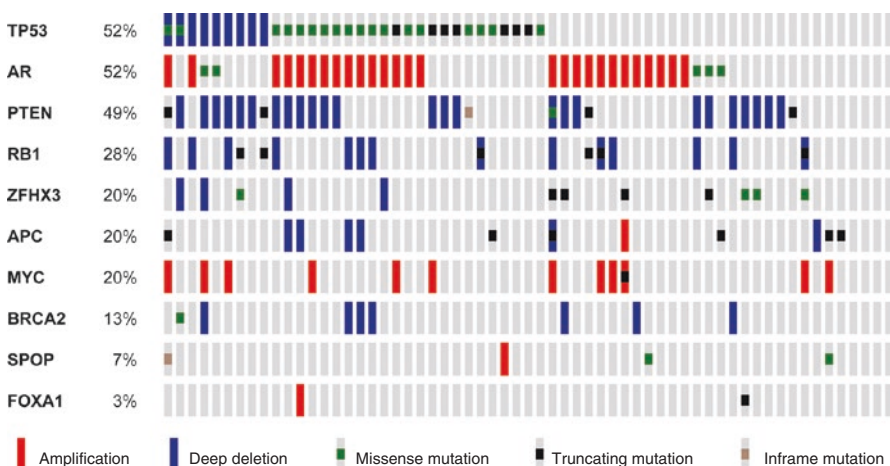 TP53 52%
AR 52%
PTEN 49%
RB1 28%
ZFHX3 20%
APC 20%
MYC 20%
BRCA2 13%
SPOP 7%
FOXA1 3%
Amplification Deep deletion Missense mutation Truncating mutation Inframe mutation